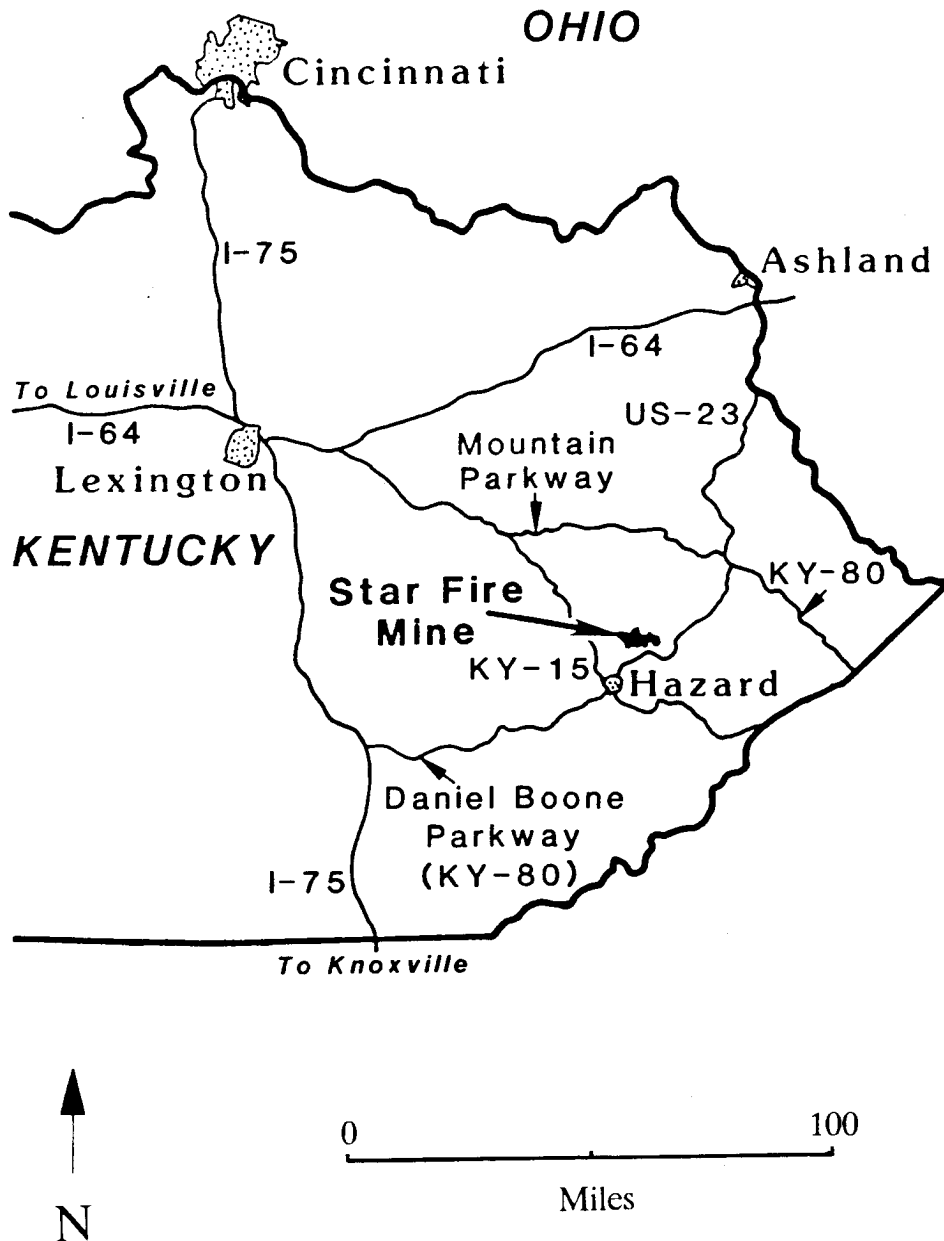 OHIO
Cincinnati
I-75
Ashland
I-64
To Louisville
I-64
US-23
Lexington
Mountain
Parkway
KENTUCKY
KY-80
Star Fire
Mine
KY-15
Hazard
Daniel Boone
Parkway
(KY-80)
I-75
To Knoxville
0
100
Miles
N